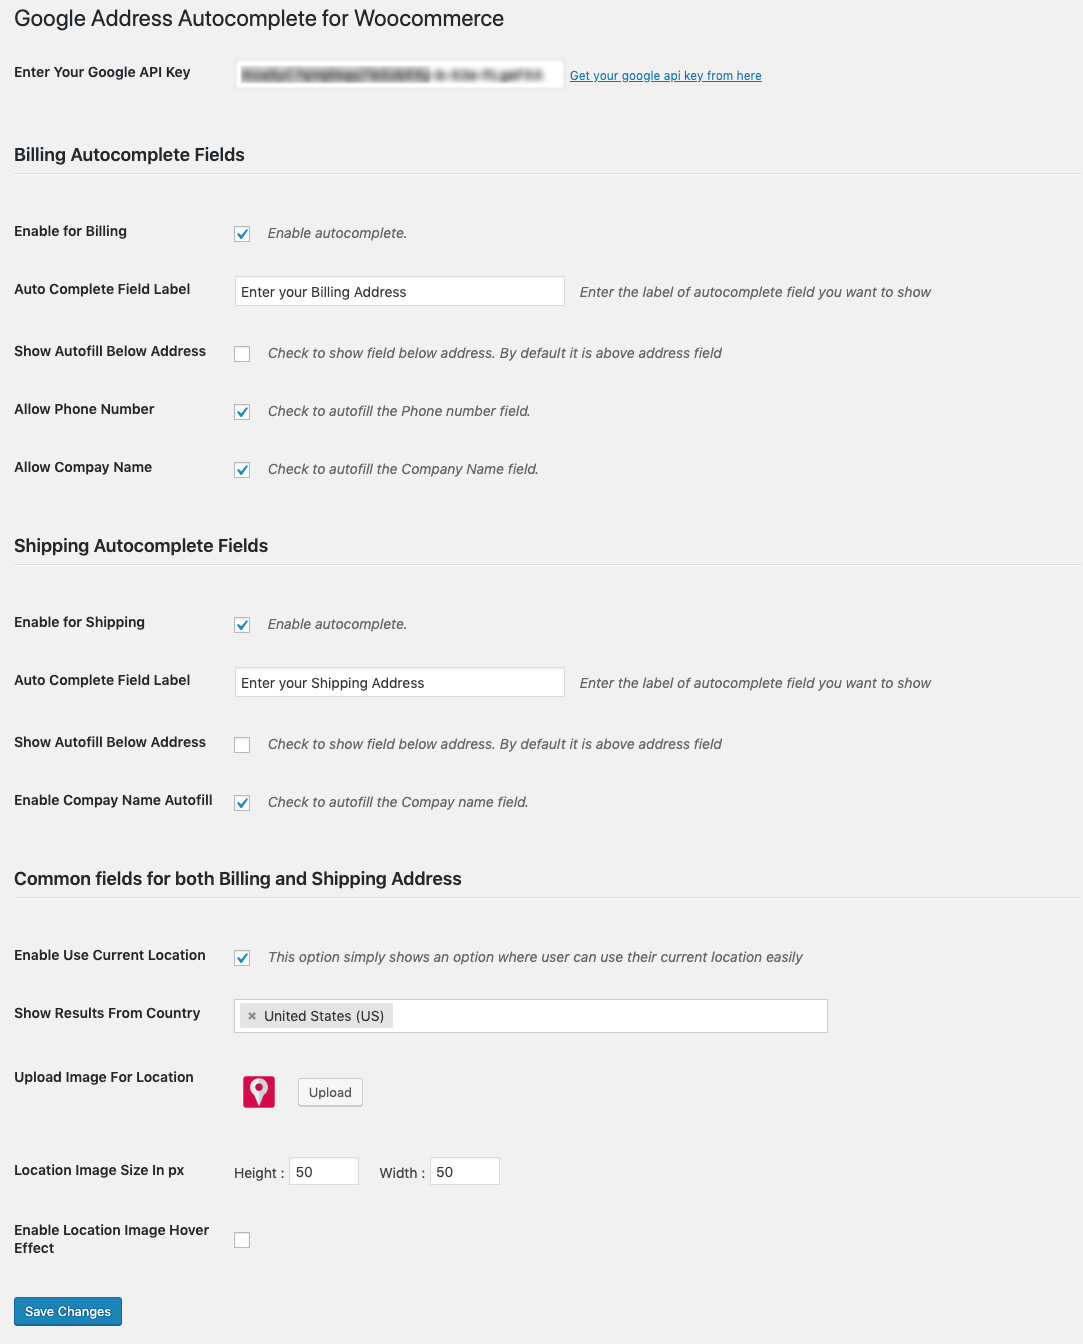 Google Address Autocomplete for Woocommerce
Enter Your Google API Key
Get your google api key from here
Billing Autocomplete Fields
Enable for Billing
Enable autocomplete.
Auto Complete Field Label
Enter your Billing Address
Enter the label of autocomplete field you want to show
Show Autofill Below Address
Check to show field below address. By default it is above address field
Allow Phone Number
Check to autofill the Phone number field.
Allow Compay Name
Check to autofill the Company Name field.
Shipping Autocomplete Fields
Enable for Shipping
Enable autocomplete.
Auto Complete Field Label
Enter your Shipping Address
Enter the label of autocomplete field you want to show
Show Autofill Below Address
Check to show field below address. By default it is above address field
Enable Compay Name Autofill
Check to autofill the Compay name field.
Common fields for both Billing and Shipping Address
Enable Use Current Location
This option simply shows an option where user can use their current location easily
Show Results From Country
× United States (US)
Upload Image For Location
Upload
Location Image Size In px
Height : 50 Width : 50
Enable Location Image Hover
Effect
Save Changes